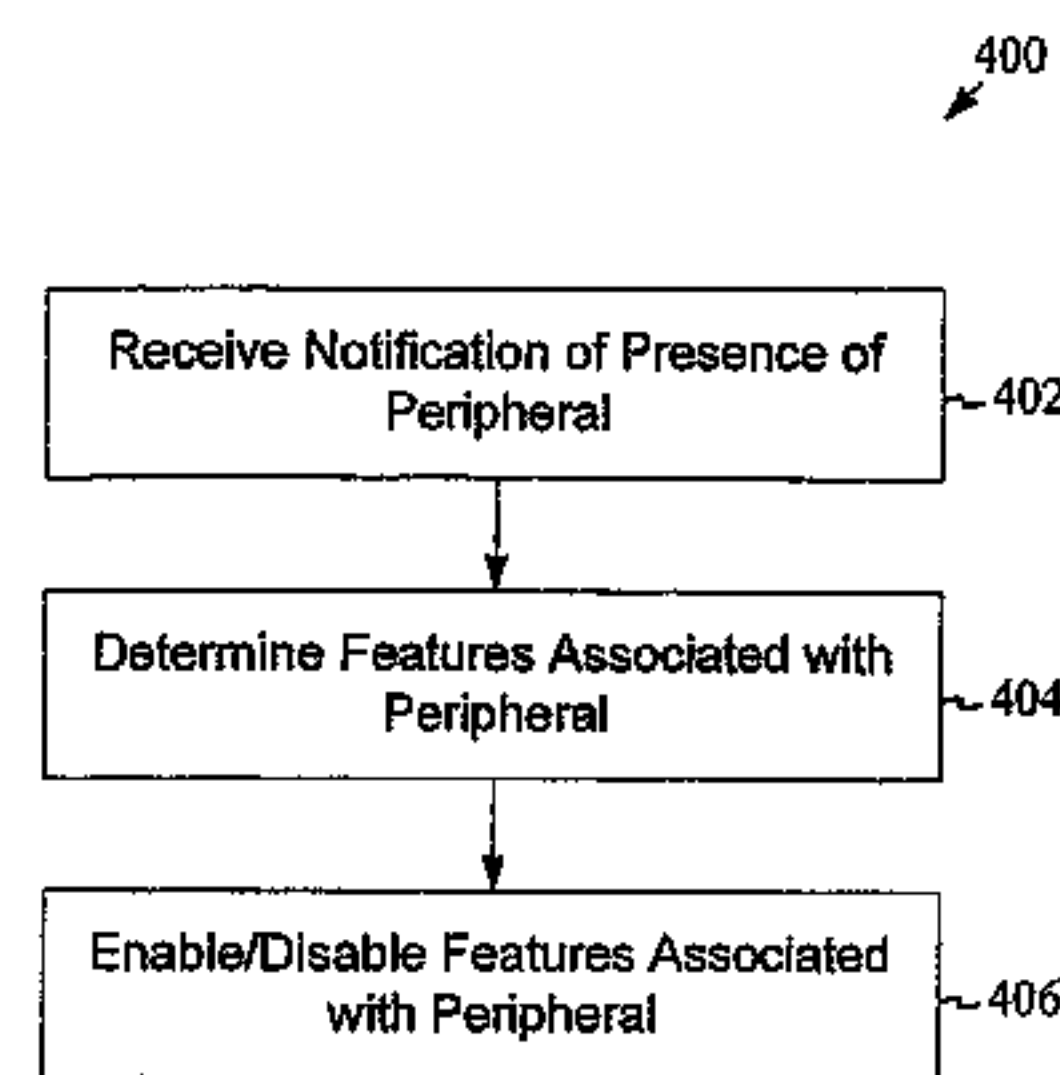 400
Receive Notification of Presence of
Peripheral
402
Determine Features Associated with
Peripheral
404
Enable/Disable Features Associated
with Peripheral
406